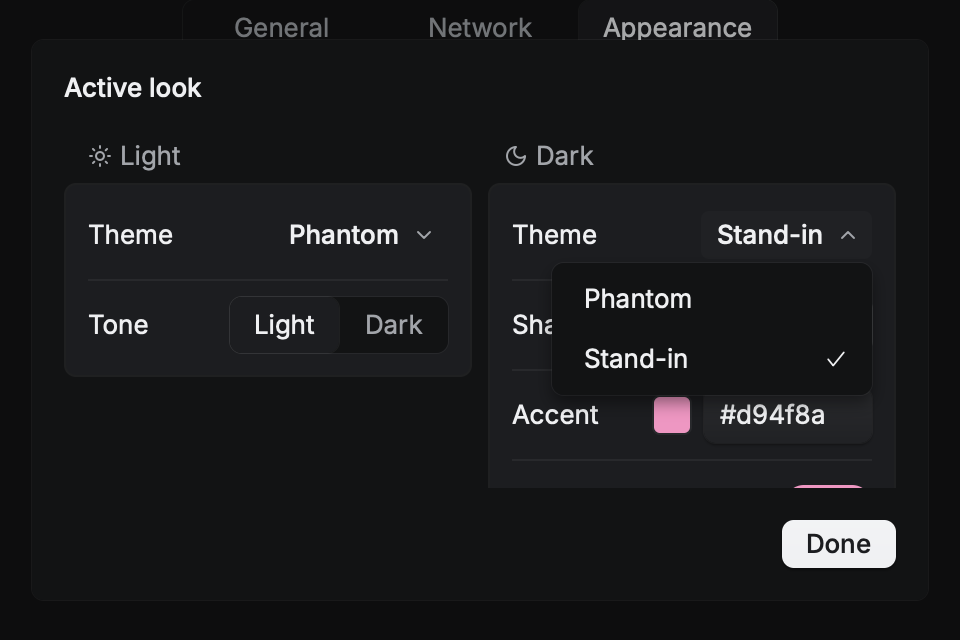 General Network Appearance
Active look
Light
Theme Phantom
Tone Light Dark
Dark
Theme Stand-in
Phantom
Stand-in
Sha
Accent #d94f8a
Done